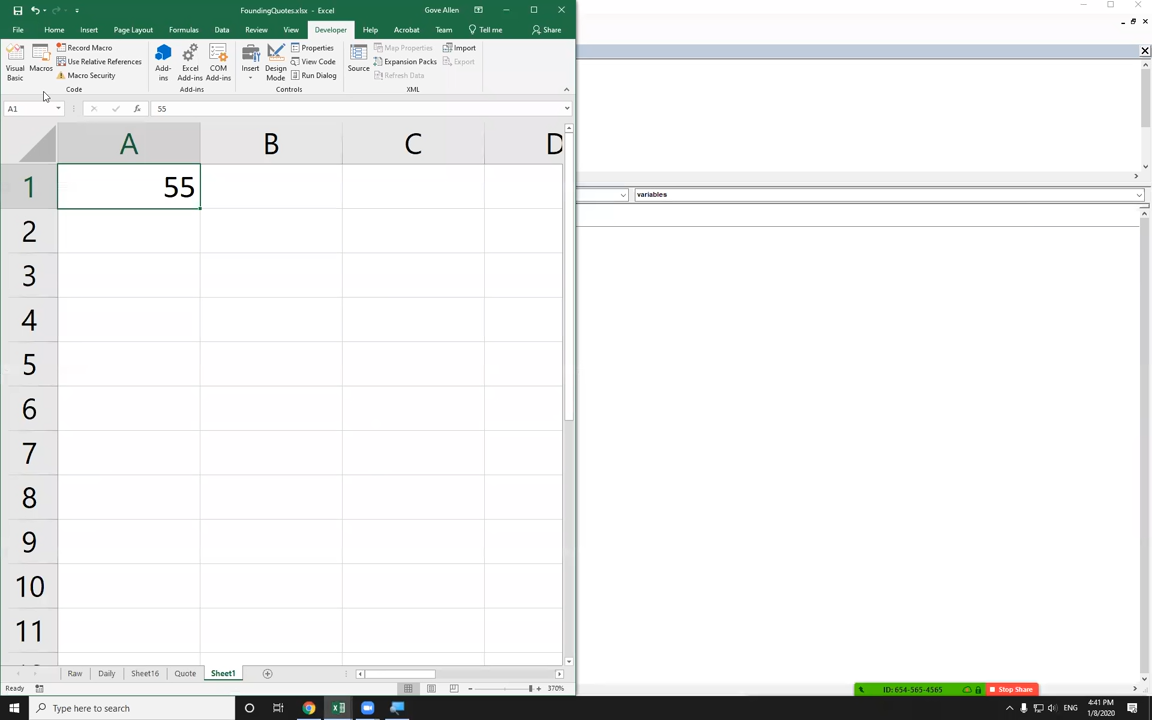 FoundingQuotes.xlsx - Excel
Gove Allen
File Home Insert Page Layout Formulas Data Review View Developer Help Acrobat Team Tell me Share
Visual Basic
Macros
Record Macro
Use Relative References
Macro Security
Code
Add-ins
Excel Add-ins
COM Add-ins
Add-ins
Insert
Design Mode
Properties
View Code
Run Dialog
Controls
Source
Map Properties
Expansion Packs
Refresh Data
Import
Export
XML
A1
fx
55
variables
A B C D
1 55
2
3
4
5
6
7
8
9
10
11
Raw Daily Sheet16 Quote Sheet1
Ready
370%
ID: 654-565-4565 Stop Share
Type here to search
ENG
4:41 PM
1/8/2020